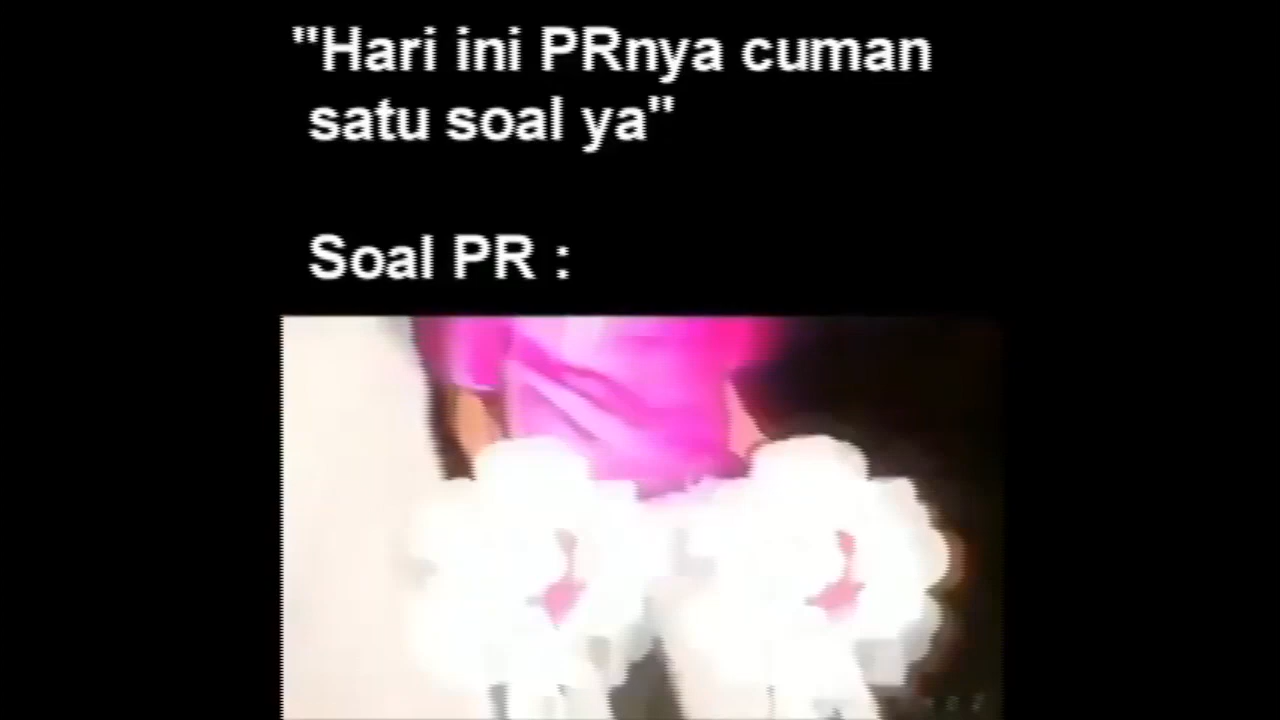 "Hari ini PRnya cuman
satu soal ya"
Soal PR :